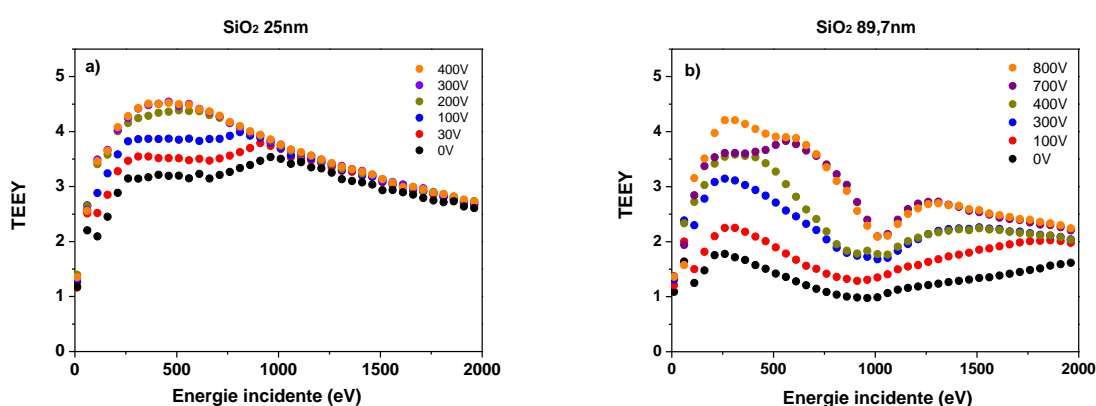 SiO2 25nm
a)
400V
300V
200V
100V
30V
0V
TEEY
5
4
3
2
1
0
0 500 1000 1500 2000
Energie incidente (eV)
SiO2 89,7nm
b)
800V
700V
400V
300V
100V
0V
TEEY
5
4
3
2
1
0
0 500 1000 1500 2000
Energie incidente (eV)